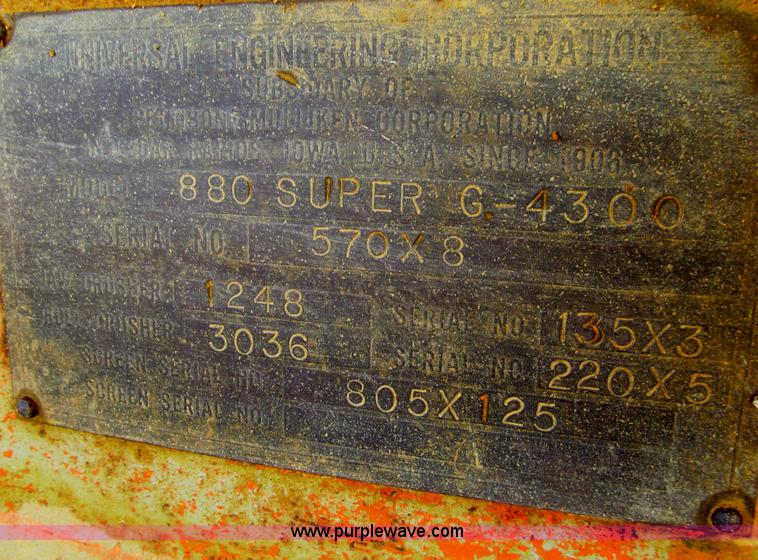 UNIVERSAL ENGINEERING CORPORATION
SUBSIDIARY OF
PETTIBONE MULLIKEN CORPORATION
IN CEDAR RAPIDS, IOWA, U.S.A. SINCE 1906
MODEL 880 SUPER G-4300
SERIAL NO. 570X8
JAW CRUSHER 1248 SERIAL NO. 135X3
ROLL CRUSHER 3036 SERIAL NO. 220X5
SCREEN SERIAL NO. 805X125
SCREEN SERIAL NO.
www.purplewave.com